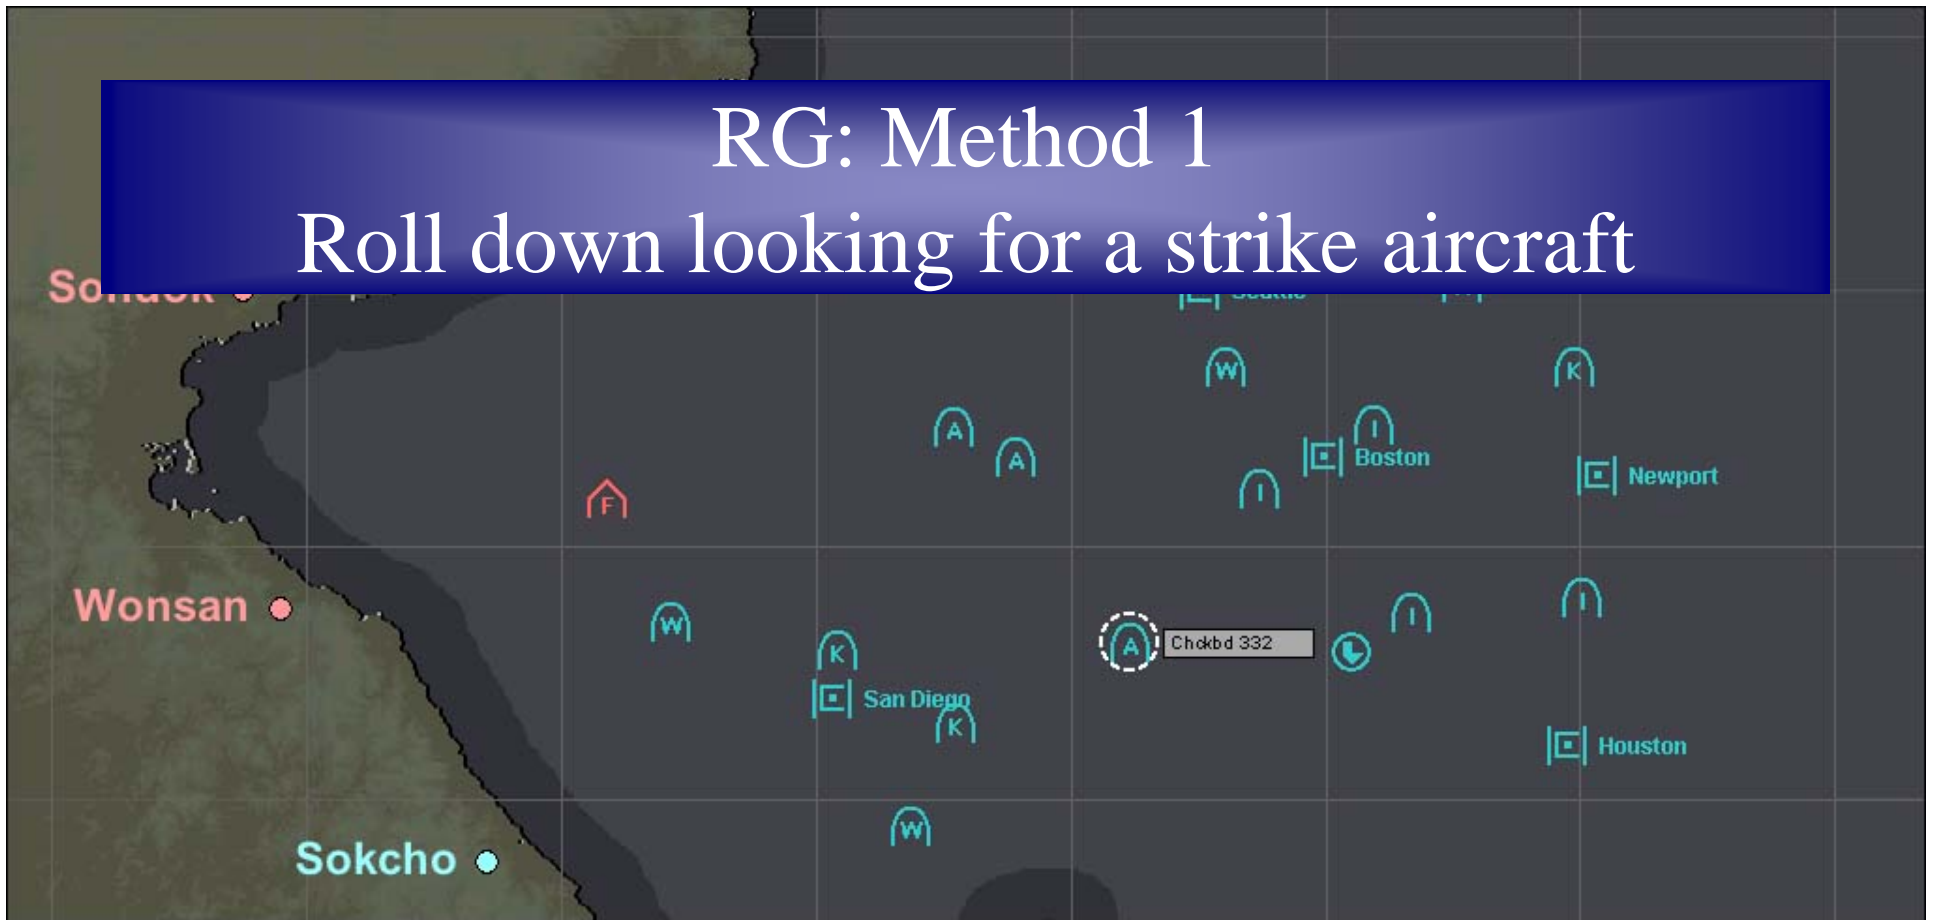 RG: Method 1
Roll down looking for a strike aircraft
W
K
A
I
A
Boston
I
Newport
F
I
I
Wonsan
W
K
A
Chckbd 332
San Diego
K
Houston
W
Sokcho